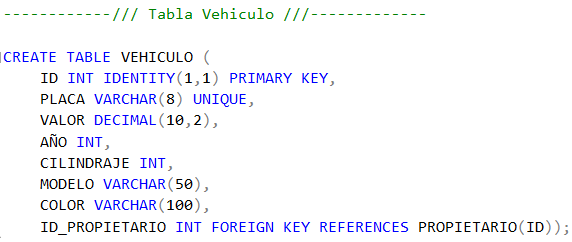 ------------/// Tabla Vehiculo ///-------------
CREATE TABLE VEHICULO (
ID INT IDENTITY(1,1) PRIMARY KEY,
PLACA VARCHAR(8) UNIQUE,
VALOR DECIMAL(10,2),
AÑO INT,
CILINDRAJE INT,
MODELO VARCHAR(50),
COLOR VARCHAR(100),
ID_PROPIETARIO INT FOREIGN KEY REFERENCES PROPIETARIO(ID));